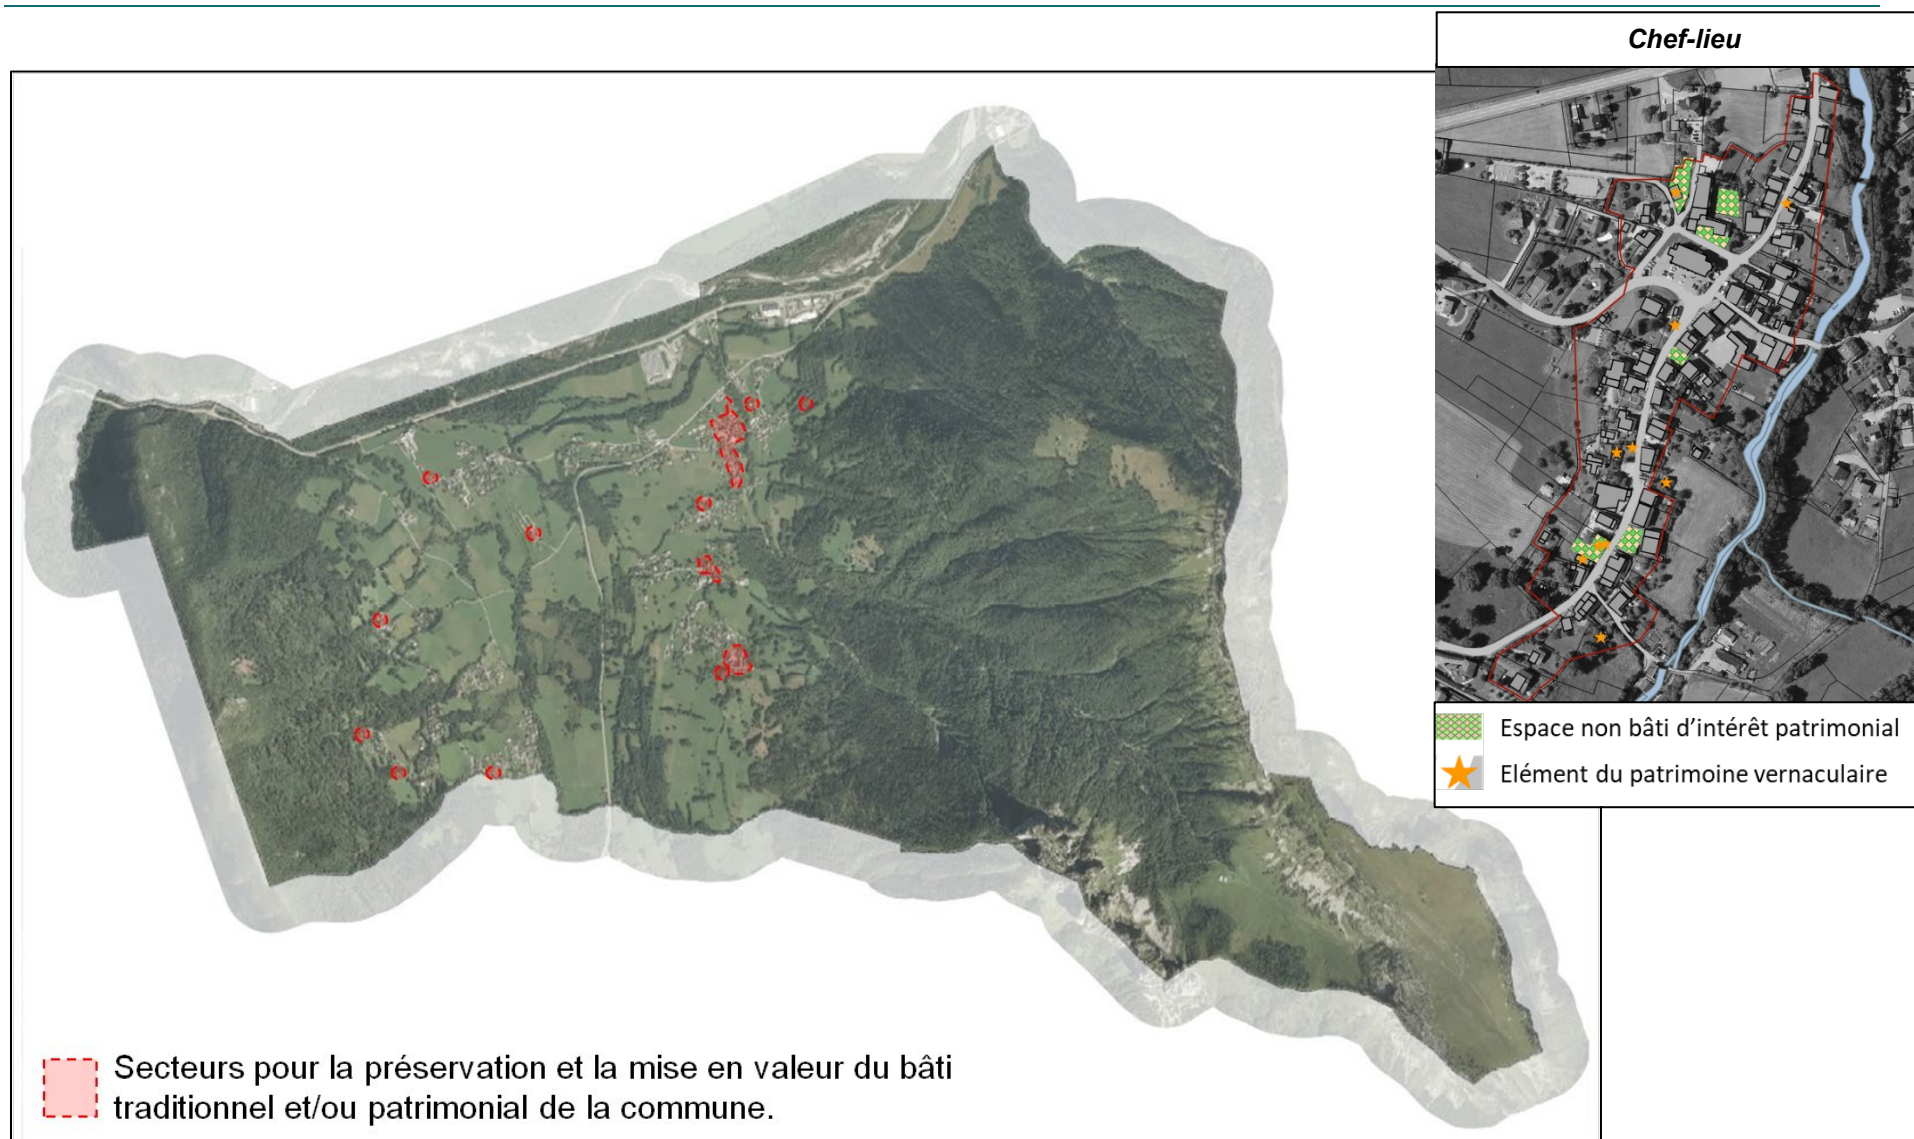 Chef-lieu
Espace non bâti d’intérêt patrimonial
Elément du patrimoine vernaculaire
Secteurs pour la préservation et la mise en valeur du bâti
traditionnel et/ou patrimonial de la commune.